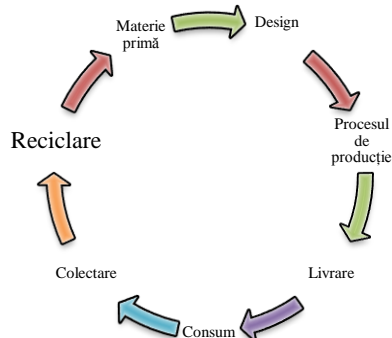 Materie
primă
Design
Procesul
de
producție
Livrare
Consum
Colectare
Reciclare